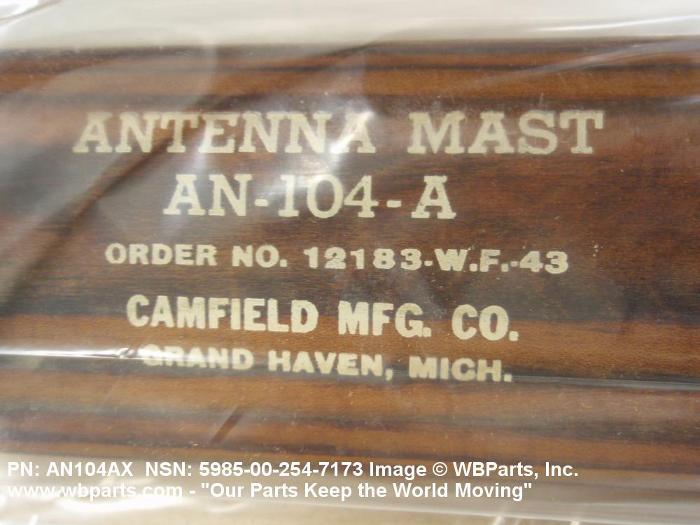 ANTENNA MAST
AN-104-A
ORDER NO. 12183-W.F.-43
CAMFIELD MFG. CO.
GRAND HAVEN, MICH.
PN: AN104AX NSN: 5985-00-254-7173 Image © WBParts, Inc.
www.wbparts.com - "Our Parts Keep the World Moving"